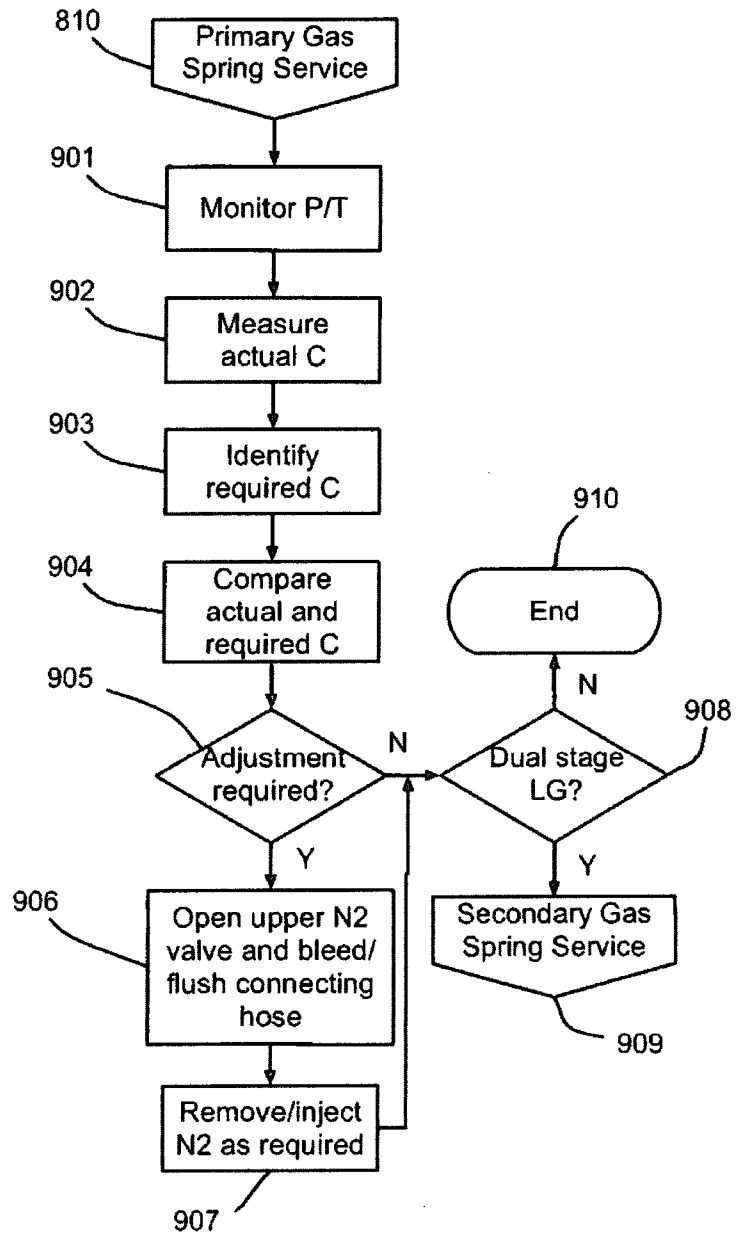 810
Primary Gas
Spring Service
901
Monitor P/T
902
Measure
actual C
903
Identify
required C
904
Compare
actual and
required C
905
Adjustment
required?
N
Y
906
Open upper N2
valve and bleed/
flush connecting
hose
Remove/inject
N2 as required
907
910
End
N
908
Dual stage
LG?
Y
Secondary Gas
Spring Service
909